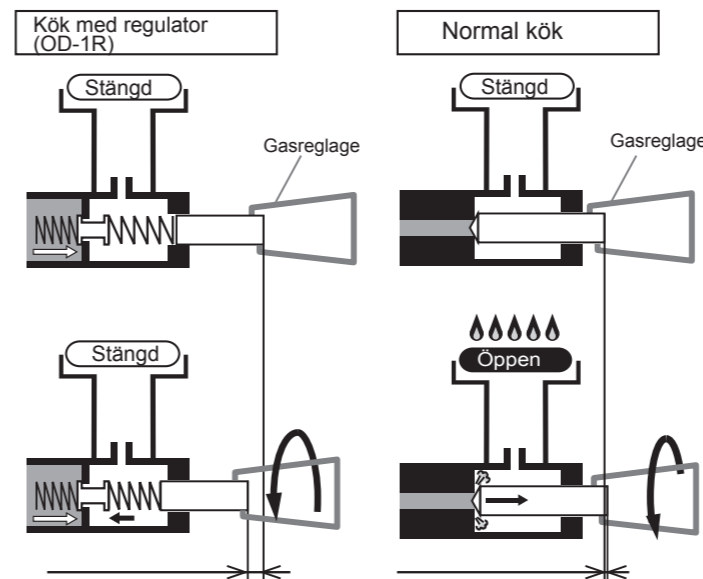 Kök med regulator
(OD-1R)
Normal kök
Stängd
Gasreglage
Stängd
Gasreglage
Stängd
Öppen